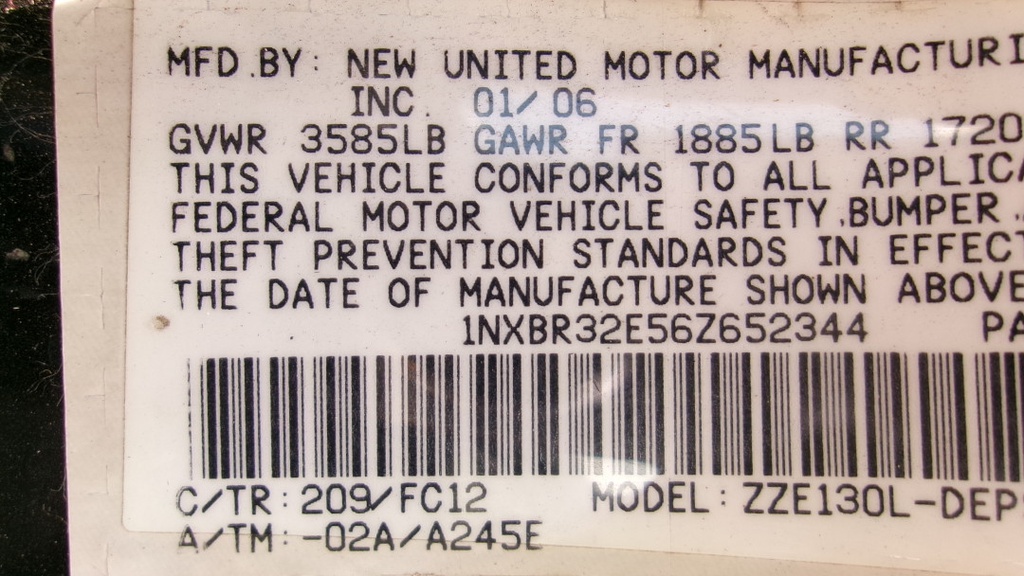 MFD.BY: NEW UNITED MOTOR MANUFACTURI
INC. 01/06
GVWR 3585LB GAWR FR 1885LB RR 1720
THIS VEHICLE CONFORMS TO ALL APPLICA
FEDERAL MOTOR VEHICLE SAFETY,BUMPER,
THEFT PREVENTION STANDARDS IN EFFECT
THE DATE OF MANUFACTURE SHOWN ABOVE
1NXBR32E56Z652344 PA
C/TR: 209/FC12 MODEL: ZZE130L-DEP
A/TM: -02A/A245E